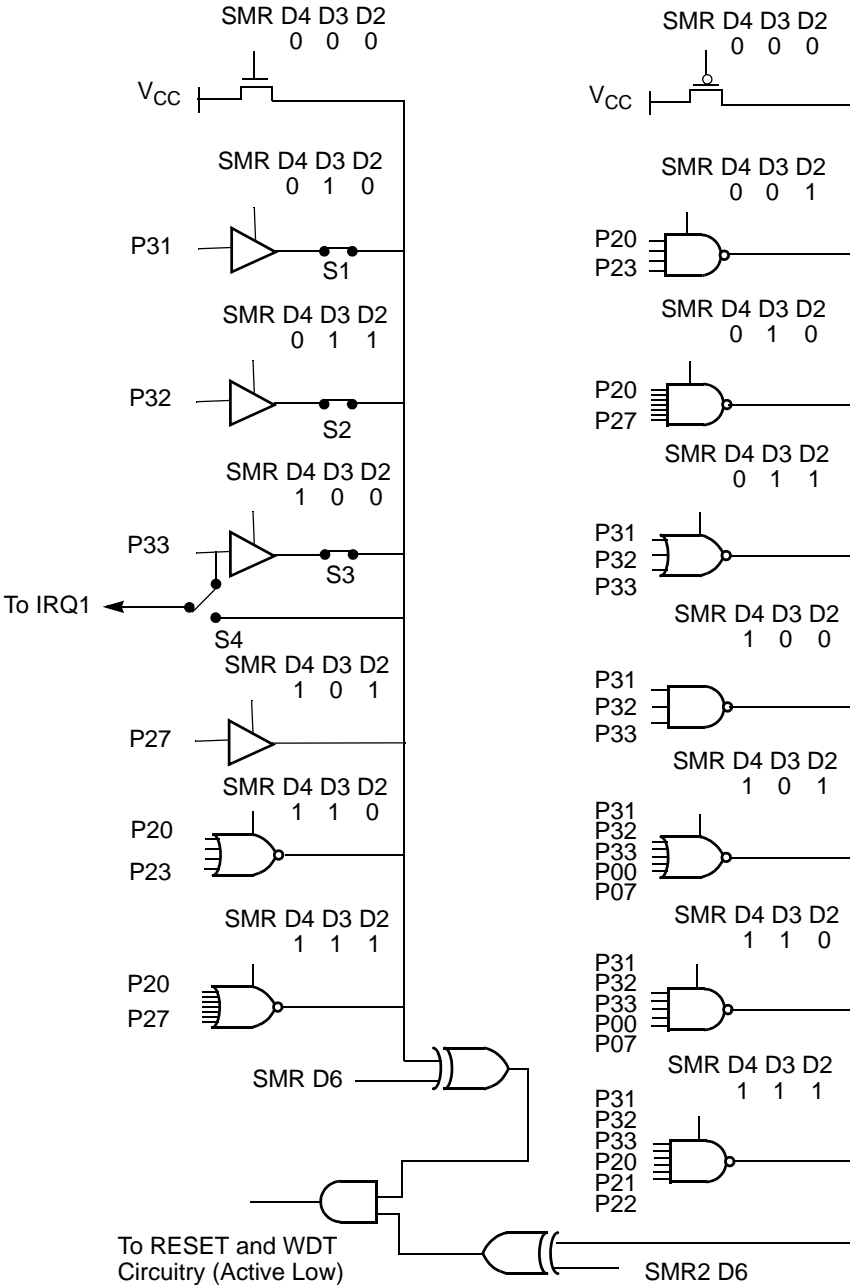 SMR D4 D3 D2
0 0 0
VCC
SMR D4 D3 D2
0 1 0
P31
S1
SMR D4 D3 D2
0 1 1
P32
S2
SMR D4 D3 D2
1 0 0
P33
S3
To IRQ1
S4
SMR D4 D3 D2
1 0 1
P27
SMR D4 D3 D2
1 1 0
P20
P23
SMR D4 D3 D2
1 1 1
P20
P27
SMR D6
To RESET and WDT
Circuitry (Active Low)
SMR D4 D3 D2
0 0 0
VCC
SMR D4 D3 D2
0 0 1
P20
P23
SMR D4 D3 D2
0 1 0
P20
P27
SMR D4 D3 D2
0 1 1
P31
P32
P33
SMR D4 D3 D2
1 0 0
P31
P32
P33
SMR D4 D3 D2
1 0 1
P31
P32
P33
P00
P07
SMR D4 D3 D2
1 1 0
P31
P32
P33
P00
P07
SMR D4 D3 D2
1 1 1
P31
P32
P33
P20
P21
P22
SMR2 D6